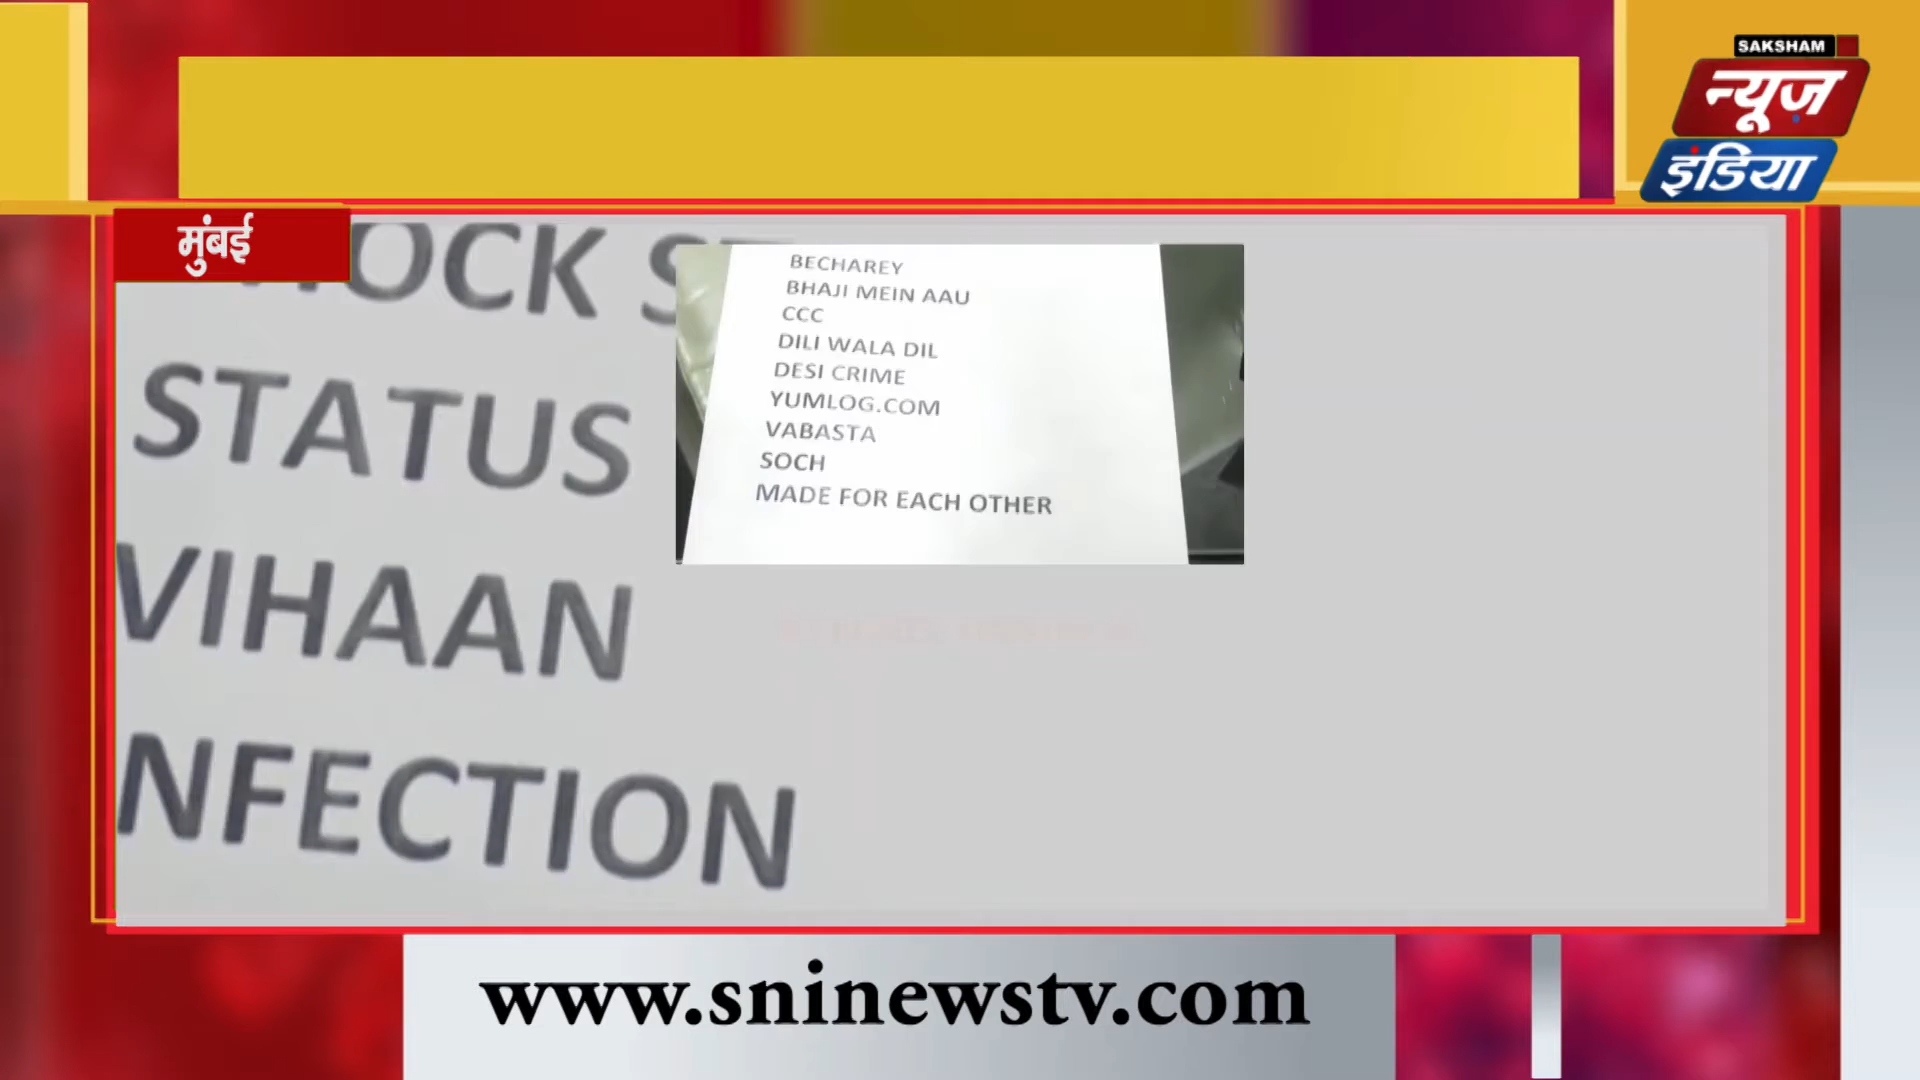 SAKSHAM
न्यूज़
इंडिया
मुंबई
STATUS
VIHAAN
NFECTION
BECHAREY
BHAJI MEIN AAU
CCC
DILI WALA DIL
DESI CRIME
YUMLOG.COM
VABASTA
SOCH
MADE FOR EACH OTHER
www.sninewstv.com